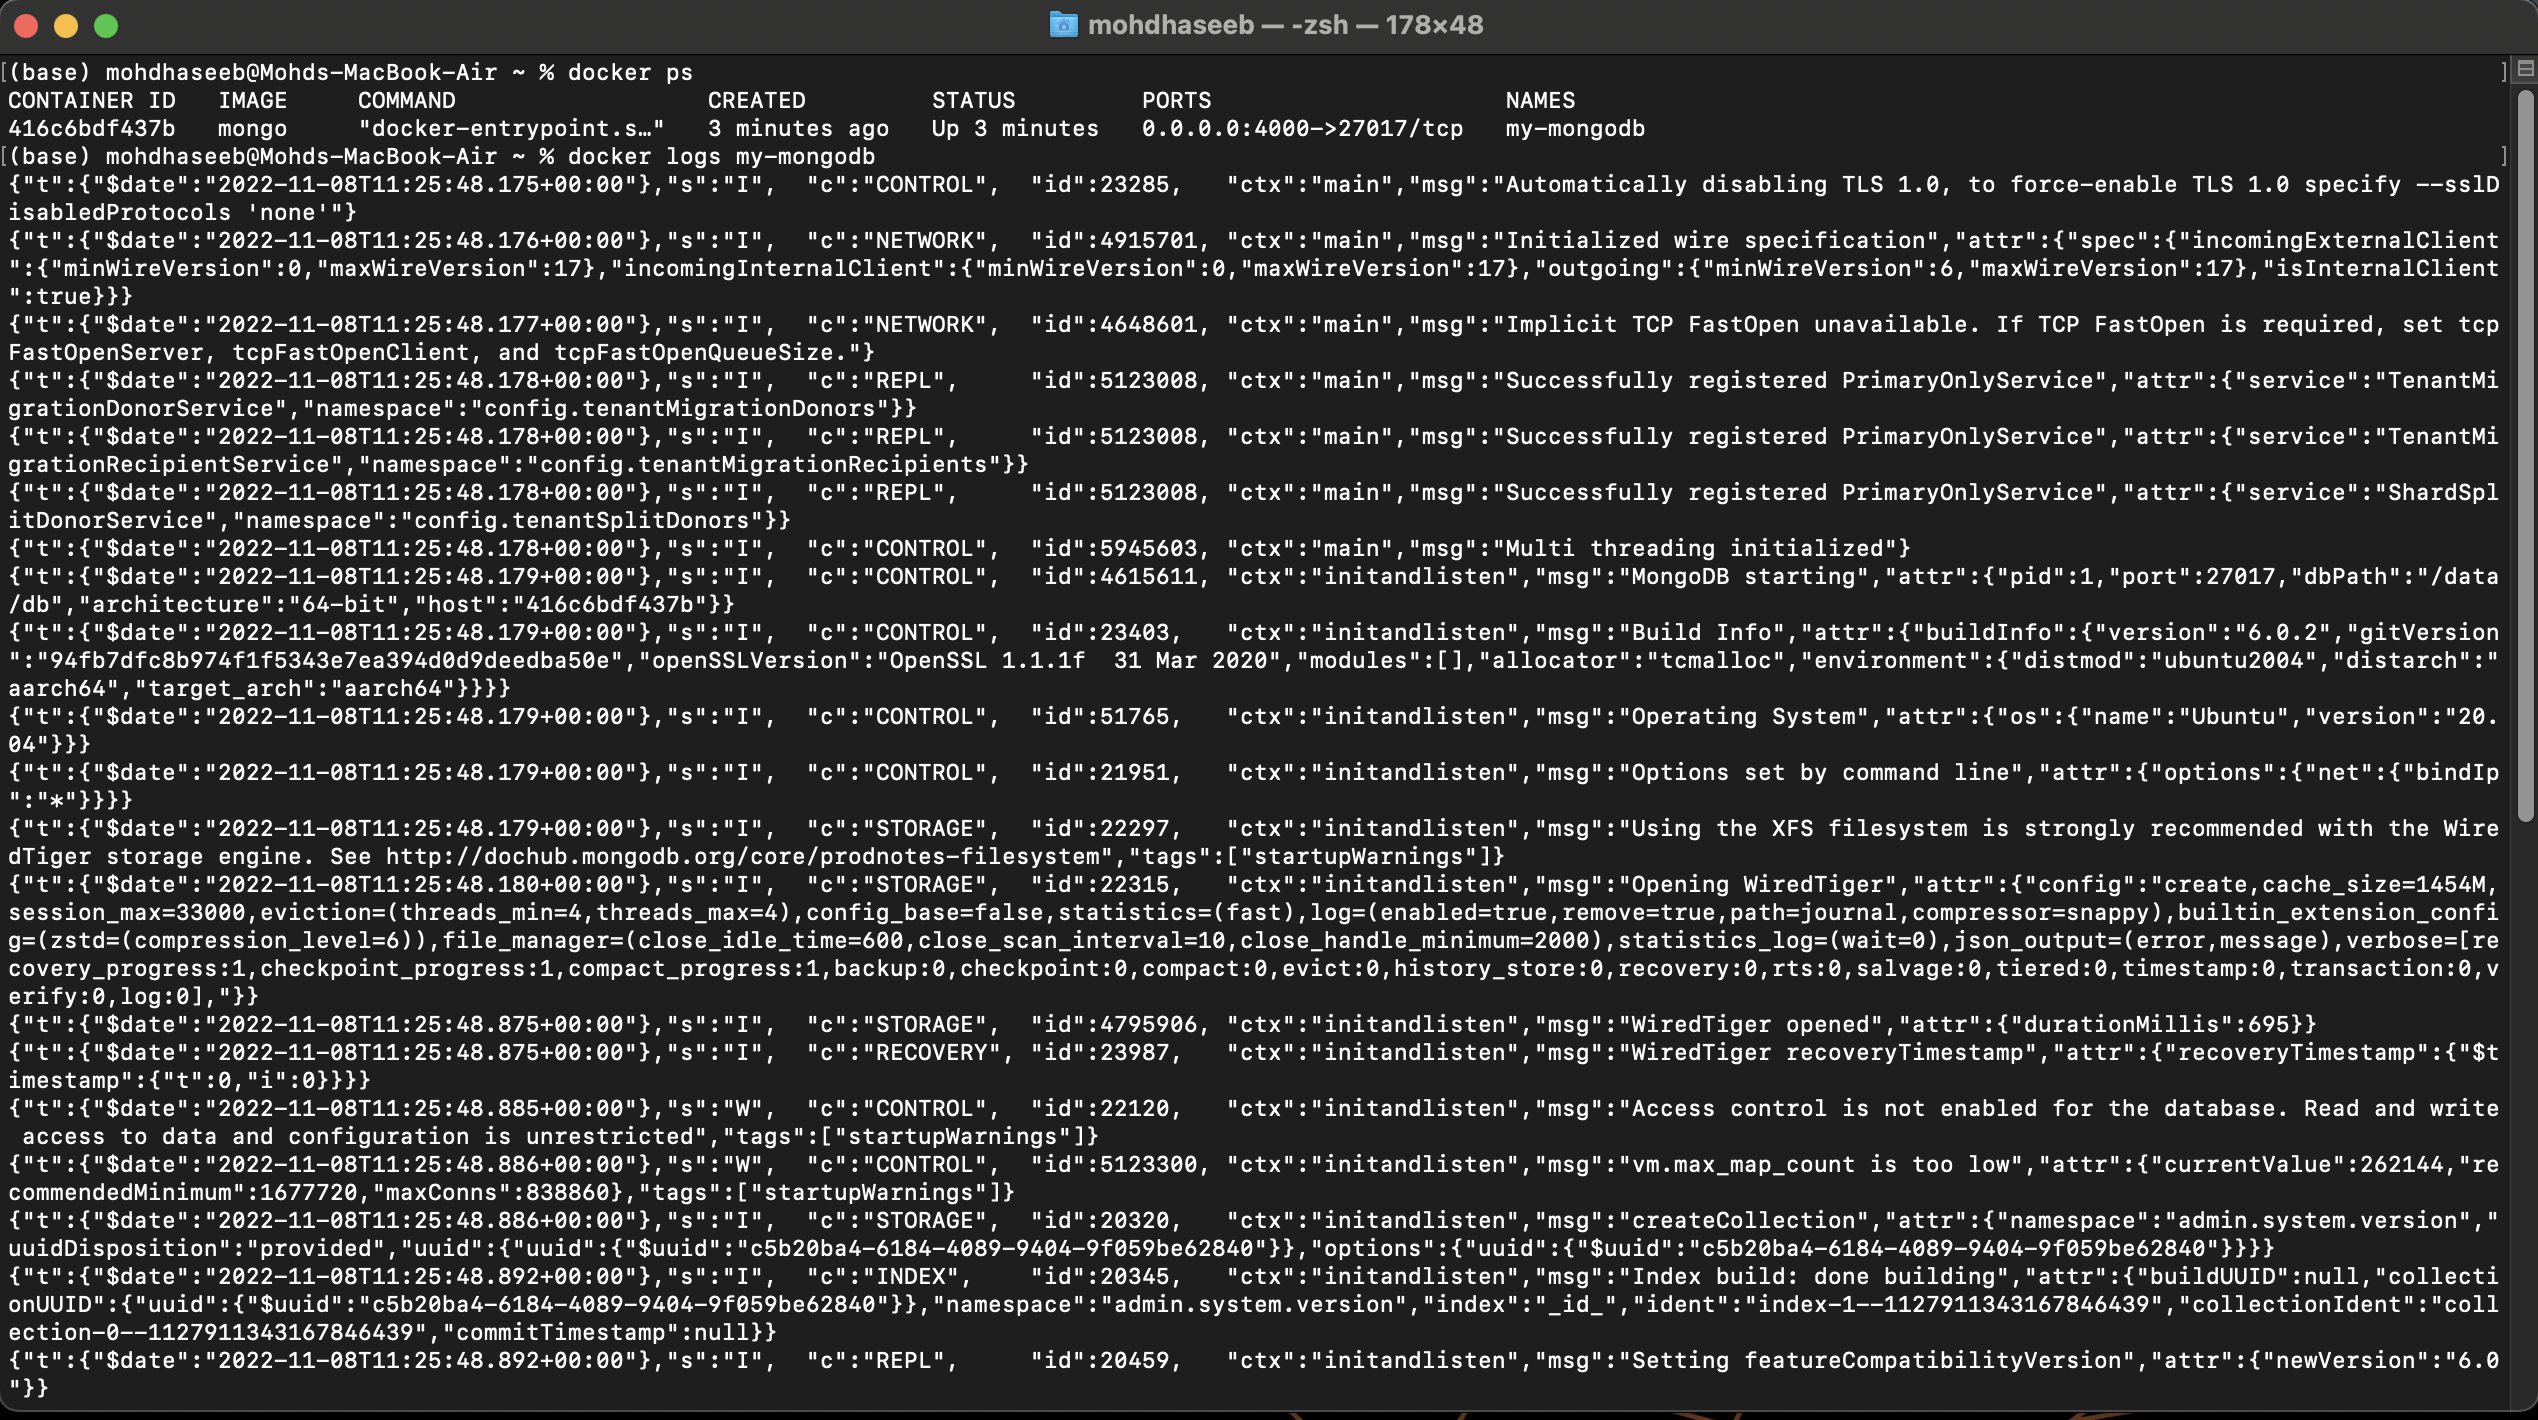 mohdhaseeb — -zsh — 178×48
(base) mohdhaseeb@Mohds-MacBook-Air ~ % docker ps
CONTAINER ID   IMAGE     COMMAND                  CREATED         STATUS         PORTS                     NAMES
416c6bdf437b   mongo     "docker-entrypoint.s…"   3 minutes ago   Up 3 minutes   0.0.0.0:4000->27017/tcp   my-mongodb
(base) mohdhaseeb@Mohds-MacBook-Air ~ % docker logs my-mongodb
{"t":{"$date":"2022-11-08T11:25:48.175+00:00"},"s":"I",  "c":"CONTROL",  "id":23285,   "ctx":"main","msg":"Automatically disabling TLS 1.0, to force-enable TLS 1.0 specify --sslD
isabledProtocols 'none'"}
{"t":{"$date":"2022-11-08T11:25:48.176+00:00"},"s":"I",  "c":"NETWORK",  "id":4915701, "ctx":"main","msg":"Initialized wire specification","attr":{"spec":{"incomingExternalClient
":{"minWireVersion":0,"maxWireVersion":17},"incomingInternalClient":{"minWireVersion":0,"maxWireVersion":17},"outgoing":{"minWireVersion":6,"maxWireVersion":17},"isInternalClient
":true}}}
{"t":{"$date":"2022-11-08T11:25:48.177+00:00"},"s":"I",  "c":"NETWORK",  "id":4648601, "ctx":"main","msg":"Implicit TCP FastOpen unavailable. If TCP FastOpen is required, set tcp
FastOpenServer, tcpFastOpenClient, and tcpFastOpenQueueSize."}
{"t":{"$date":"2022-11-08T11:25:48.178+00:00"},"s":"I",  "c":"REPL",     "id":5123008, "ctx":"main","msg":"Successfully registered PrimaryOnlyService","attr":{"service":"TenantMi
grationDonorService","namespace":"config.tenantMigrationDonors"}}
{"t":{"$date":"2022-11-08T11:25:48.178+00:00"},"s":"I",  "c":"REPL",     "id":5123008, "ctx":"main","msg":"Successfully registered PrimaryOnlyService","attr":{"service":"TenantMi
grationRecipientService","namespace":"config.tenantMigrationRecipients"}}
{"t":{"$date":"2022-11-08T11:25:48.178+00:00"},"s":"I",  "c":"REPL",     "id":5123008, "ctx":"main","msg":"Successfully registered PrimaryOnlyService","attr":{"service":"ShardSpl
itDonorService","namespace":"config.tenantSplitDonors"}}
{"t":{"$date":"2022-11-08T11:25:48.178+00:00"},"s":"I",  "c":"CONTROL",  "id":5945603, "ctx":"main","msg":"Multi threading initialized"}
{"t":{"$date":"2022-11-08T11:25:48.179+00:00"},"s":"I",  "c":"CONTROL",  "id":4615611, "ctx":"initandlisten","msg":"MongoDB starting","attr":{"pid":1,"port":27017,"dbPath":"/data
/db","architecture":"64-bit","host":"416c6bdf437b"}}
{"t":{"$date":"2022-11-08T11:25:48.179+00:00"},"s":"I",  "c":"CONTROL",  "id":23403,   "ctx":"initandlisten","msg":"Build Info","attr":{"buildInfo":{"version":"6.0.2","gitVersion
":"94fb7dfc8b974f1f5343e7ea394d0d9deedba50e","openSSLVersion":"OpenSSL 1.1.1f  31 Mar 2020","modules":[],"allocator":"tcmalloc","environment":{"distmod":"ubuntu2004","distarch":"
aarch64","target_arch":"aarch64"}}}}
{"t":{"$date":"2022-11-08T11:25:48.179+00:00"},"s":"I",  "c":"CONTROL",  "id":51765,   "ctx":"initandlisten","msg":"Operating System","attr":{"os":{"name":"Ubuntu","version":"20.
04"}}}
{"t":{"$date":"2022-11-08T11:25:48.179+00:00"},"s":"I",  "c":"CONTROL",  "id":21951,   "ctx":"initandlisten","msg":"Options set by command line","attr":{"options":{"net":{"bindIp
":"*"}}}}
{"t":{"$date":"2022-11-08T11:25:48.179+00:00"},"s":"I",  "c":"STORAGE",  "id":22297,   "ctx":"initandlisten","msg":"Using the XFS filesystem is strongly recommended with the Wire
dTiger storage engine. See http://dochub.mongodb.org/core/prodnotes-filesystem","tags":["startupWarnings"]}
{"t":{"$date":"2022-11-08T11:25:48.180+00:00"},"s":"I",  "c":"STORAGE",  "id":22315,   "ctx":"initandlisten","msg":"Opening WiredTiger","attr":{"config":"create,cache_size=1454M,
session_max=33000,eviction=(threads_min=4,threads_max=4),config_base=false,statistics=(fast),log=(enabled=true,remove=true,path=journal,compressor=snappy),builtin_extension_confi
g=(zstd=(compression_level=6)),file_manager=(close_idle_time=600,close_scan_interval=10,close_handle_minimum=2000),statistics_log=(wait=0),json_output=(error,message),verbose=[re
covery_progress:1,checkpoint_progress:1,compact_progress:1,backup:0,checkpoint:0,compact:0,evict:0,history_store:0,recovery:0,rts:0,salvage:0,tiered:0,timestamp:0,transaction:0,v
erify:0,log:0],"}}
{"t":{"$date":"2022-11-08T11:25:48.875+00:00"},"s":"I",  "c":"STORAGE",  "id":4795906, "ctx":"initandlisten","msg":"WiredTiger opened","attr":{"durationMillis":695}}
{"t":{"$date":"2022-11-08T11:25:48.875+00:00"},"s":"I",  "c":"RECOVERY", "id":23987,   "ctx":"initandlisten","msg":"WiredTiger recoveryTimestamp","attr":{"recoveryTimestamp":{"$t
imestamp":{"t":0,"i":0}}}}
{"t":{"$date":"2022-11-08T11:25:48.885+00:00"},"s":"W",  "c":"CONTROL",  "id":22120,   "ctx":"initandlisten","msg":"Access control is not enabled for the database. Read and write
 access to data and configuration is unrestricted","tags":["startupWarnings"]}
{"t":{"$date":"2022-11-08T11:25:48.886+00:00"},"s":"W",  "c":"CONTROL",  "id":5123300, "ctx":"initandlisten","msg":"vm.max_map_count is too low","attr":{"currentValue":262144,"re
commendedMinimum":1677720,"maxConns":838860},"tags":["startupWarnings"]}
{"t":{"$date":"2022-11-08T11:25:48.886+00:00"},"s":"I",  "c":"STORAGE",  "id":20320,   "ctx":"initandlisten","msg":"createCollection","attr":{"namespace":"admin.system.version","
uuidDisposition":"provided","uuid":{"uuid":{"$uuid":"c5b20ba4-6184-4089-9404-9f059be62840"}},"options":{"uuid":{"$uuid":"c5b20ba4-6184-4089-9404-9f059be62840"}}}}
{"t":{"$date":"2022-11-08T11:25:48.892+00:00"},"s":"I",  "c":"INDEX",    "id":20345,   "ctx":"initandlisten","msg":"Index build: done building","attr":{"buildUUID":null,"collecti
onUUID":{"uuid":{"$uuid":"c5b20ba4-6184-4089-9404-9f059be62840"}},"namespace":"admin.system.version","index":"_id_","ident":"index-1--1127911343167846439","collectionIdent":"coll
ection-0--1127911343167846439","commitTimestamp":null}}
{"t":{"$date":"2022-11-08T11:25:48.892+00:00"},"s":"I",  "c":"REPL",     "id":20459,   "ctx":"initandlisten","msg":"Setting featureCompatibilityVersion","attr":{"newVersion":"6.0
"}}